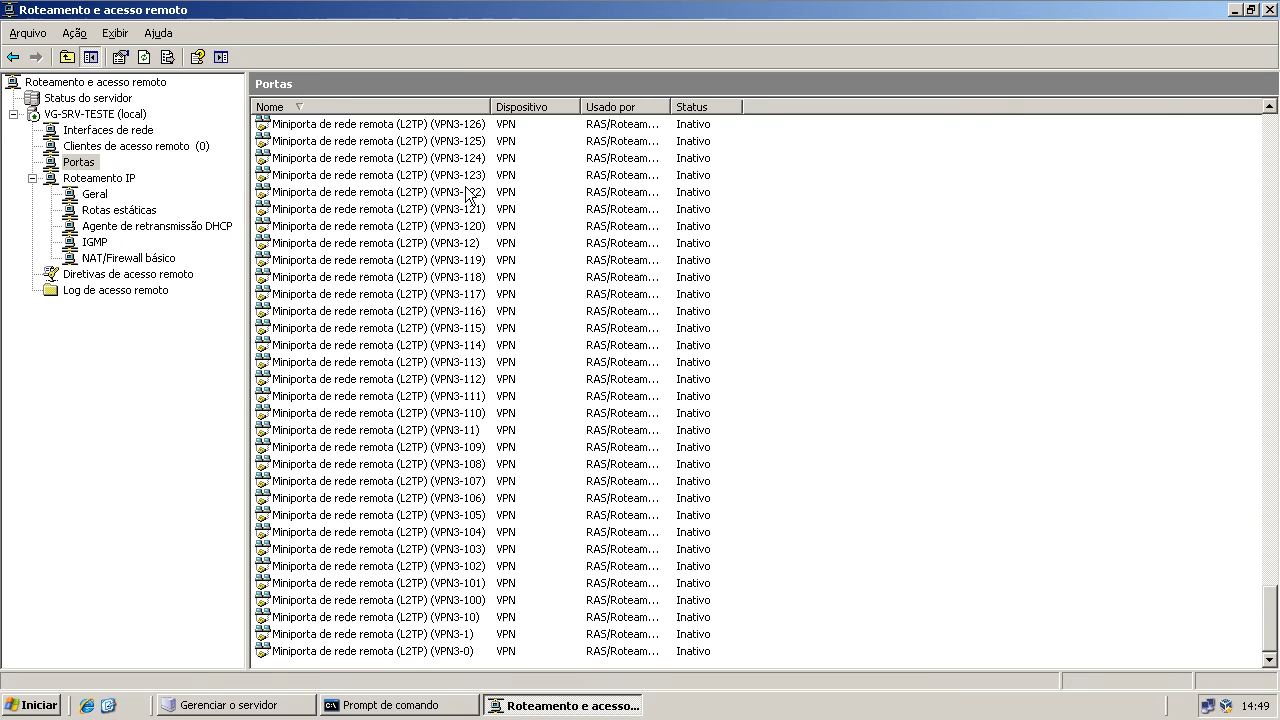 Roteamento e acesso remoto
Arquivo Ação Exibir Ajuda
Roteamento e acesso remoto
Status do servidor
VG-SRV-TESTE (local)
Interfaces de rede
Clientes de acesso remoto (0)
Portas
Roteamento IP
Geral
Rotas estáticas
Agente de retransmissão DHCP
IGMP
NAT/Firewall básico
Diretivas de acesso remoto
Log de acesso remoto
Portas
Nome Dispositivo Usado por Status
Miniporta de rede remota (L2TP) (VPN3-126) VPN RAS/Roteam... Inativo
Miniporta de rede remota (L2TP) (VPN3-125) VPN RAS/Roteam... Inativo
Miniporta de rede remota (L2TP) (VPN3-124) VPN RAS/Roteam... Inativo
Miniporta de rede remota (L2TP) (VPN3-123) VPN RAS/Roteam... Inativo
Miniporta de rede remota (L2TP) (VPN3-122) VPN RAS/Roteam... Inativo
Miniporta de rede remota (L2TP) (VPN3-121) VPN RAS/Roteam... Inativo
Miniporta de rede remota (L2TP) (VPN3-120) VPN RAS/Roteam... Inativo
Miniporta de rede remota (L2TP) (VPN3-12) VPN RAS/Roteam... Inativo
Miniporta de rede remota (L2TP) (VPN3-119) VPN RAS/Roteam... Inativo
Miniporta de rede remota (L2TP) (VPN3-118) VPN RAS/Roteam... Inativo
Miniporta de rede remota (L2TP) (VPN3-117) VPN RAS/Roteam... Inativo
Miniporta de rede remota (L2TP) (VPN3-116) VPN RAS/Roteam... Inativo
Miniporta de rede remota (L2TP) (VPN3-115) VPN RAS/Roteam... Inativo
Miniporta de rede remota (L2TP) (VPN3-114) VPN RAS/Roteam... Inativo
Miniporta de rede remota (L2TP) (VPN3-113) VPN RAS/Roteam... Inativo
Miniporta de rede remota (L2TP) (VPN3-112) VPN RAS/Roteam... Inativo
Miniporta de rede remota (L2TP) (VPN3-111) VPN RAS/Roteam... Inativo
Miniporta de rede remota (L2TP) (VPN3-110) VPN RAS/Roteam... Inativo
Miniporta de rede remota (L2TP) (VPN3-11) VPN RAS/Roteam... Inativo
Miniporta de rede remota (L2TP) (VPN3-109) VPN RAS/Roteam... Inativo
Miniporta de rede remota (L2TP) (VPN3-108) VPN RAS/Roteam... Inativo
Miniporta de rede remota (L2TP) (VPN3-107) VPN RAS/Roteam... Inativo
Miniporta de rede remota (L2TP) (VPN3-106) VPN RAS/Roteam... Inativo
Miniporta de rede remota (L2TP) (VPN3-105) VPN RAS/Roteam... Inativo
Miniporta de rede remota (L2TP) (VPN3-104) VPN RAS/Roteam... Inativo
Miniporta de rede remota (L2TP) (VPN3-103) VPN RAS/Roteam... Inativo
Miniporta de rede remota (L2TP) (VPN3-102) VPN RAS/Roteam... Inativo
Miniporta de rede remota (L2TP) (VPN3-101) VPN RAS/Roteam... Inativo
Miniporta de rede remota (L2TP) (VPN3-100) VPN RAS/Roteam... Inativo
Miniporta de rede remota (L2TP) (VPN3-10) VPN RAS/Roteam... Inativo
Miniporta de rede remota (L2TP) (VPN3-1) VPN RAS/Roteam... Inativo
Miniporta de rede remota (L2TP) (VPN3-0) VPN RAS/Roteam... Inativo
Iniciar Gerenciar o servidor Prompt de comando Roteamento e acesso... 14:49